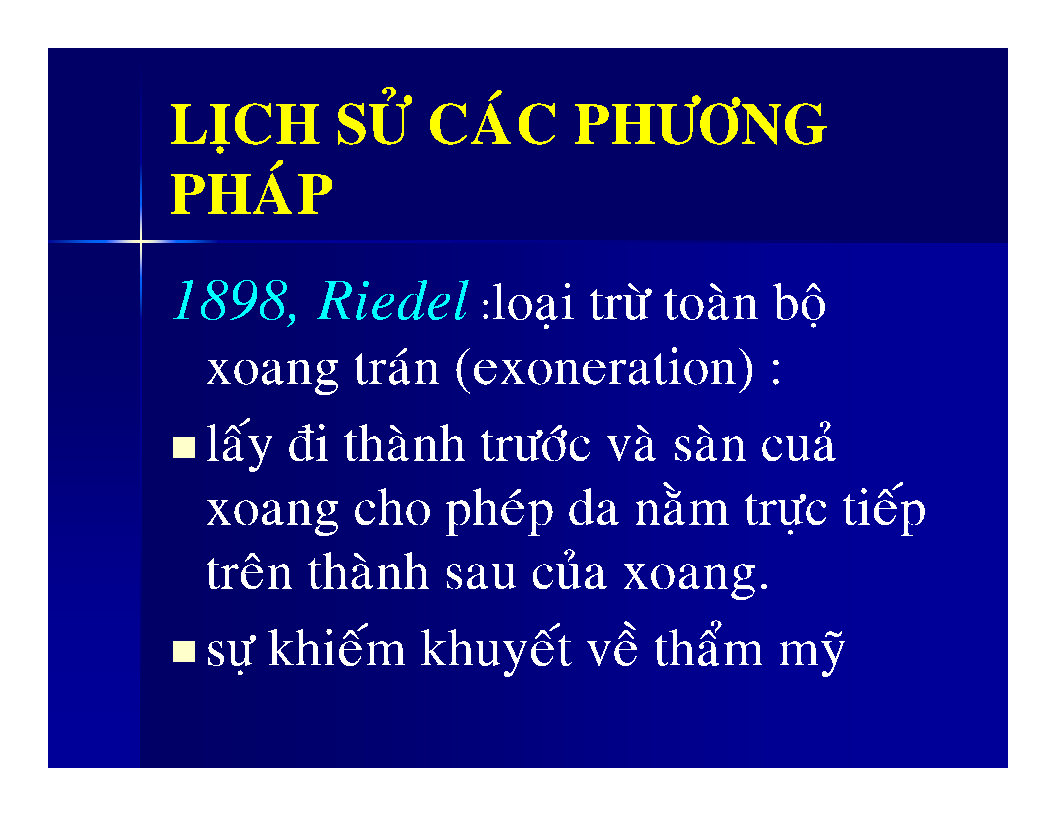 LỊCH SỬ CÁC PHƯƠNG
PHÁP
1898, Riedel :loại trừ toàn bộ
xoang trán (exoneration) :
lấy đi thành trước và sàn cuả
xoang cho phép da nằm trực tiếp
trên thành sau của xoang.
sự khiếm khuyết về thẩm mỹ